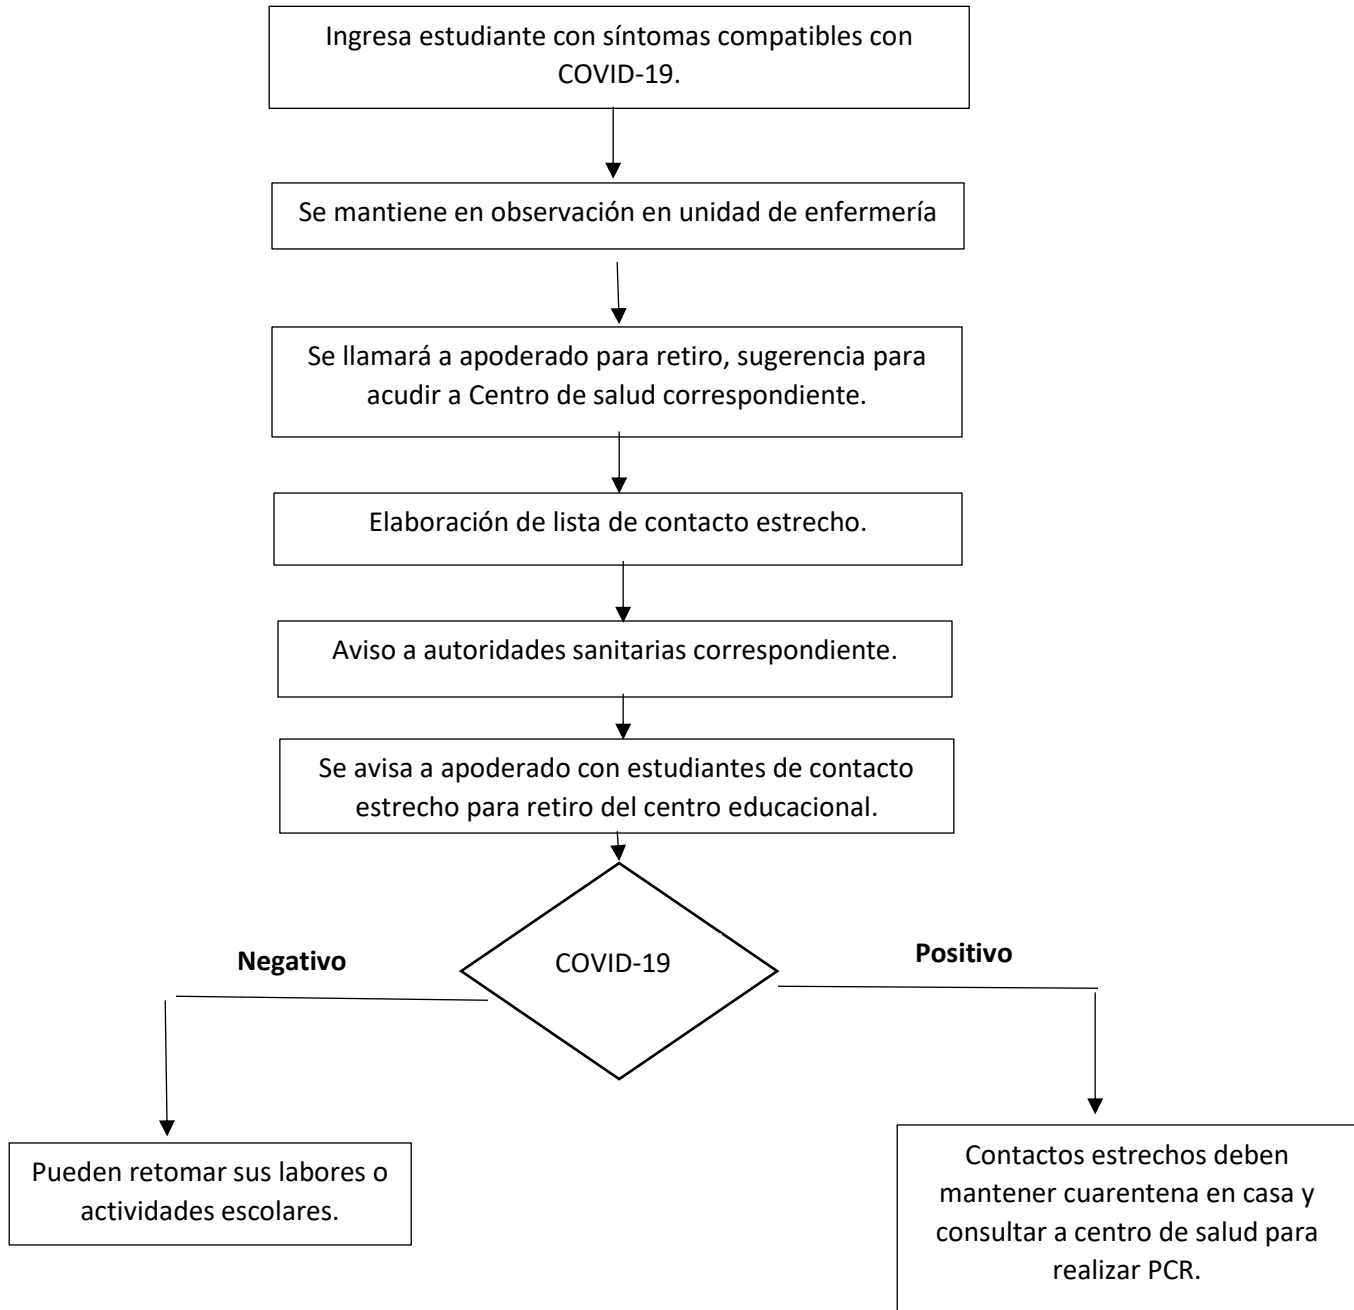 Ingresa estudiante con síntomas compatibles con
COVID-19.
Se mantiene en observación en unidad de enfermería
Se llamará a apoderado para retiro, sugerencia para
acudir a Centro de salud correspondiente.
Elaboración de lista de contacto estrecho.
Aviso a autoridades sanitarias correspondiente.
Se avisa a apoderado con estudiantes de contacto
estrecho para retiro del centro educacional.
COVID-19
Negativo
Positivo
Pueden retomar sus labores o
actividades escolares.
Contactos estrechos deben
mantener cuarentena en casa y
consultar a centro de salud para
realizar PCR.